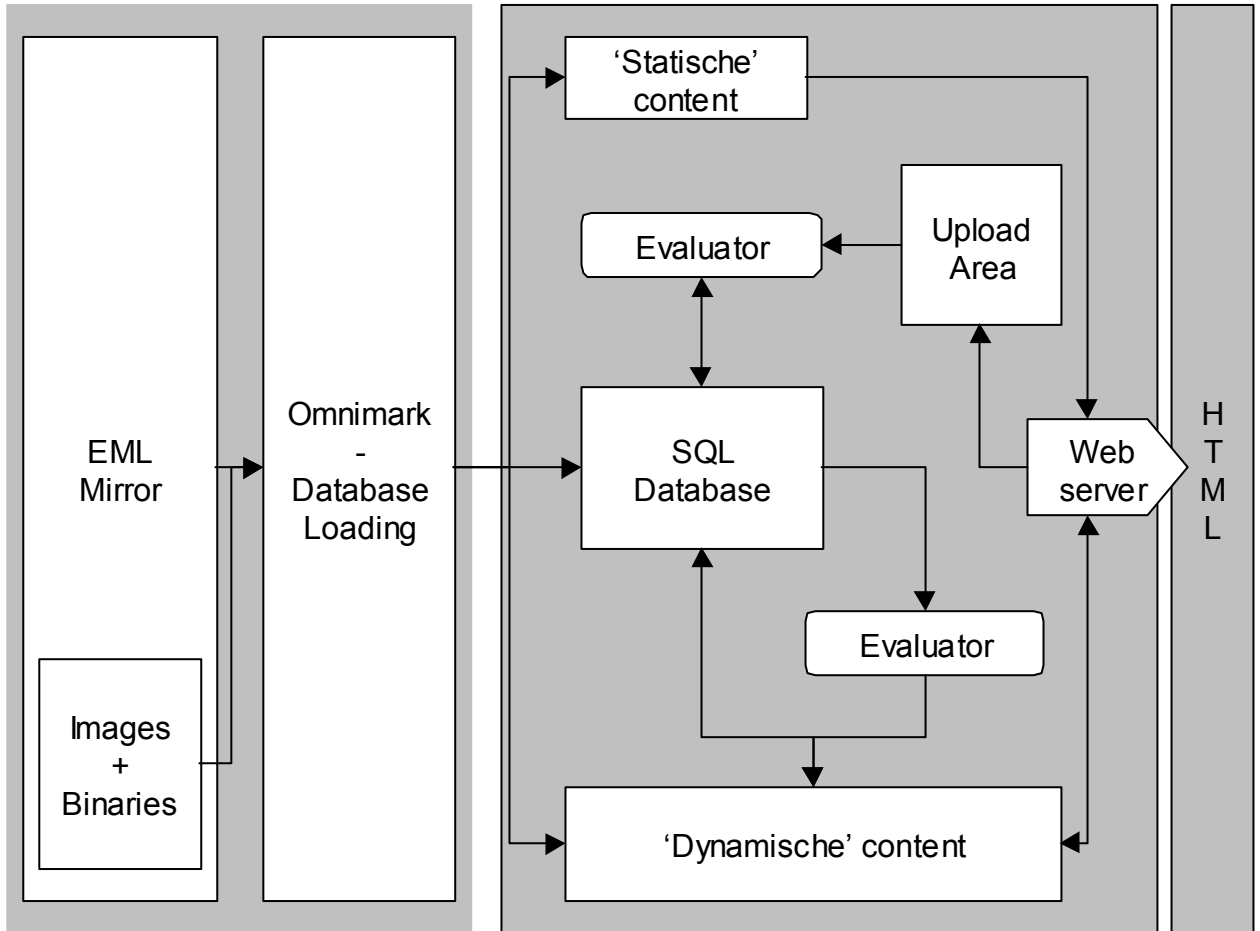 EML
Mirror
Images
+
Binaries
Omnimark
-
Database
Loading
‘Statische’
content
Evaluator
Upload
Area
SQL
Database
Web
server
Evaluator
‘Dynamische’ content
H
T
M
L